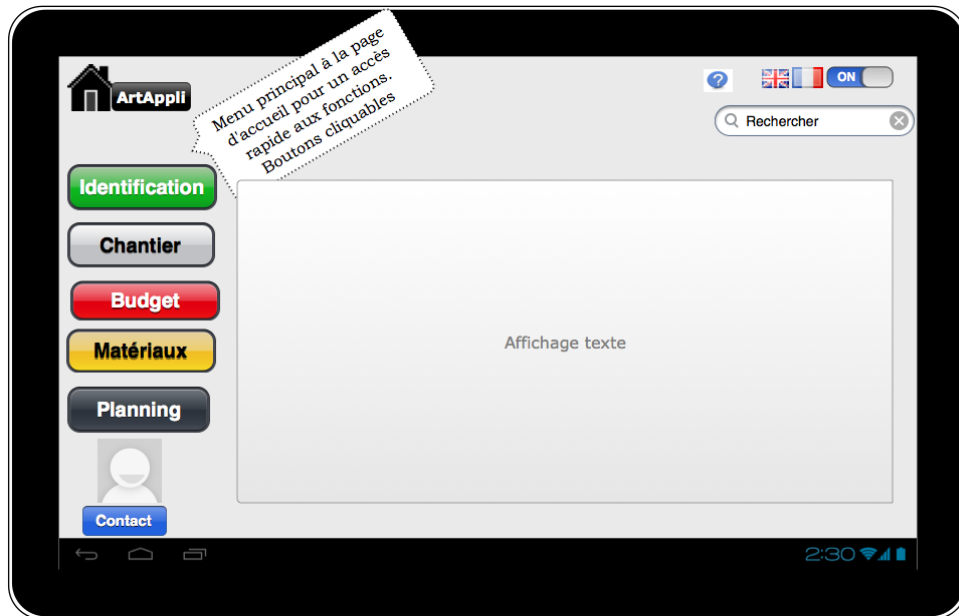 ArtAppli
Menu principal à la page
d'accueil pour un accès
rapide aux fonctions.
Boutons cliquables
?
ON
Rechercher
Identification
Chantier
Budget
Matériaux
Planning
Contact
Affichage texte
2:30